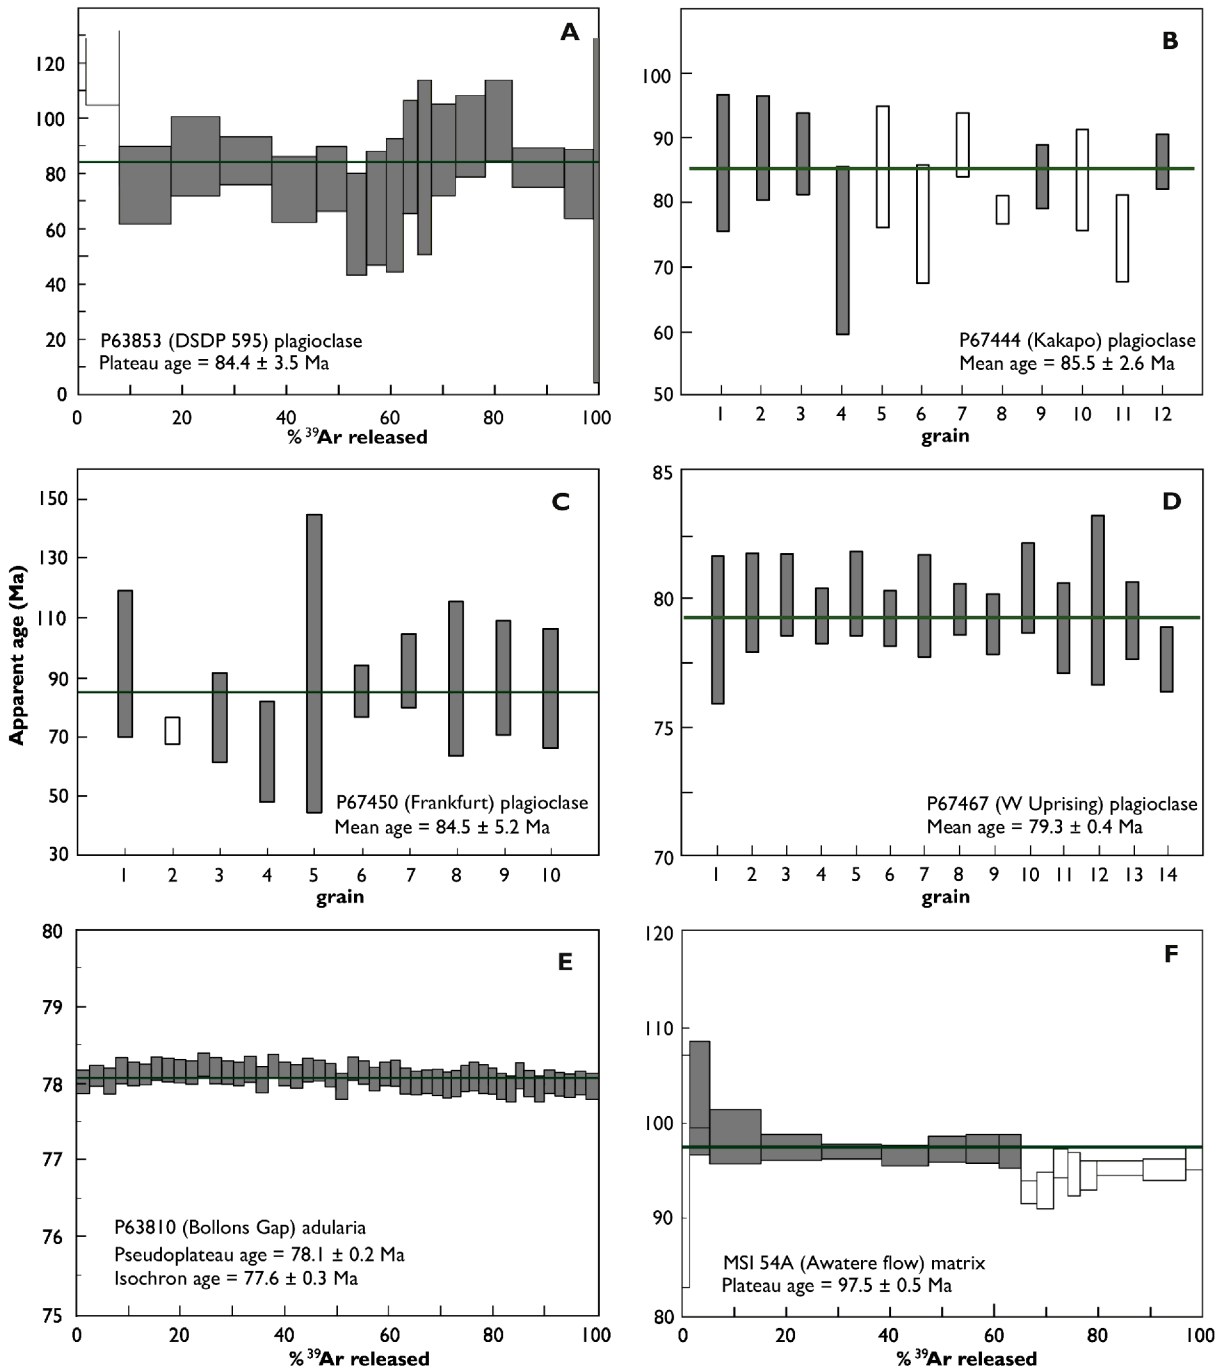 A
120
100
80
60
40
20
0
0 20 40 60 80 100
% ³⁹Ar released
P63853 (DSDP 595) plagioclase
Plateau age = 84.4 ± 3.5 Ma
B
100
90
80
70
60
50
1 2 3 4 5 6 7 8 9 10 11 12
grain
P67444 (Kakapo) plagioclase
Mean age = 85.5 ± 2.6 Ma
Apparent age (Ma)
C
150
130
110
90
70
50
30
1 2 3 4 5 6 7 8 9 10
grain
P67450 (Frankfurt) plagioclase
Mean age = 84.5 ± 5.2 Ma
D
85
80
75
70
1 2 3 4 5 6 7 8 9 10 11 12 13 14
grain
P67467 (W Uprising) plagioclase
Mean age = 79.3 ± 0.4 Ma
E
80
79
78
77
76
75
0 20 40 60 80 100
% ³⁹Ar released
P63810 (Bollons Gap) adularia
Pseudoplateau age = 78.1 ± 0.2 Ma
Isochron age = 77.6 ± 0.3 Ma
F
120
110
100
90
80
0 20 40 60 80 100
% ³⁹Ar released
MSI 54A (Awatere flow) matrix
Plateau age = 97.5 ± 0.5 Ma